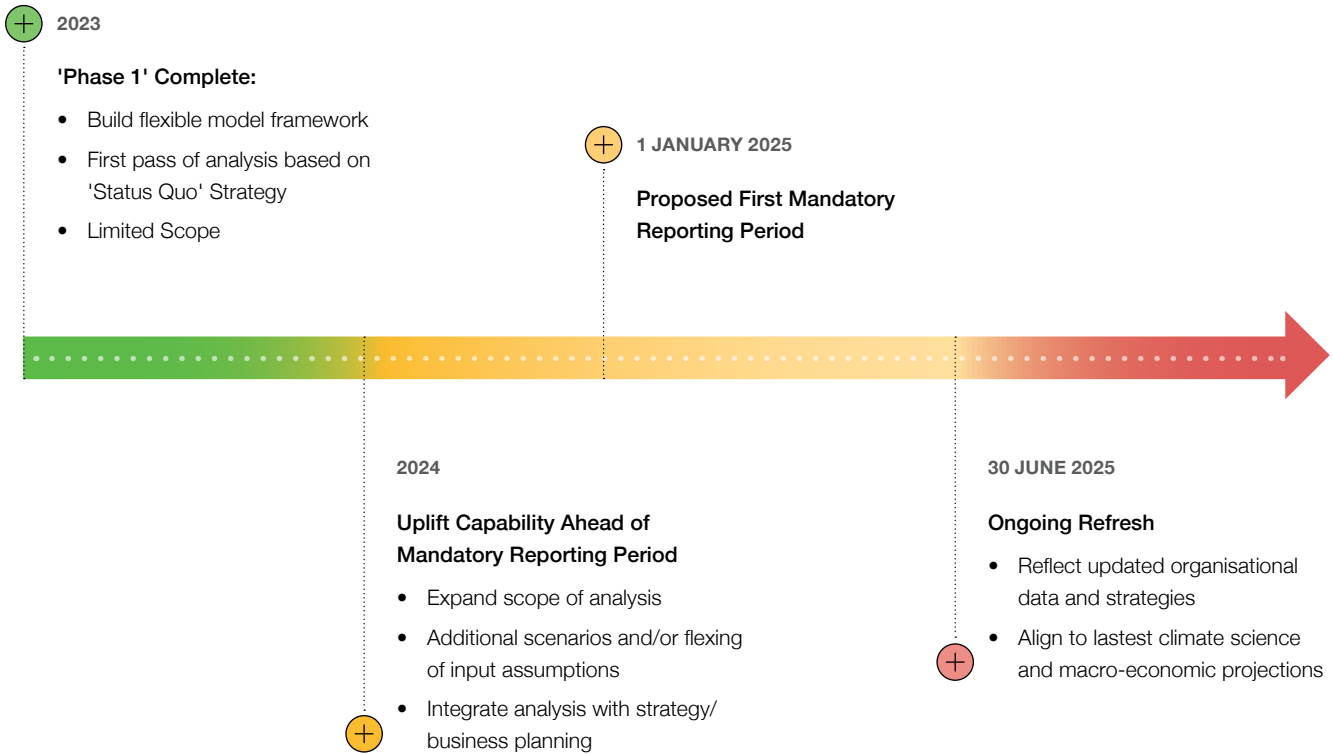 2023
'Phase 1' Complete:
• Build flexible model framework
• First pass of analysis based on
'Status Quo' Strategy
• Limited Scope
1 JANUARY 2025
Proposed First Mandatory
Reporting Period
2024
Uplift Capability Ahead of
Mandatory Reporting Period
• Expand scope of analysis
• Additional scenarios and/or flexing
of input assumptions
• Integrate analysis with strategy/
business planning
30 JUNE 2025
Ongoing Refresh
• Reflect updated organisational
data and strategies
• Align to lastest climate science
and macro-economic projections